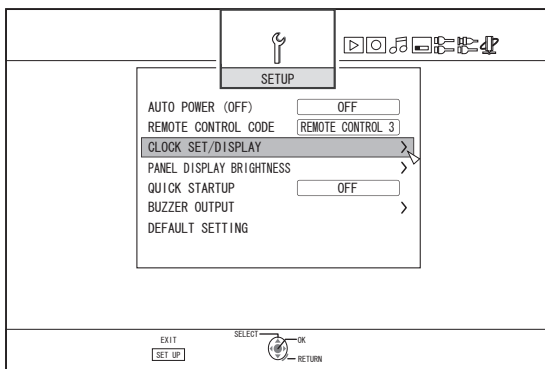 SETUP
AUTO POWER (OFF) OFF
REMOTE CONTROL CODE REMOTE CONTROL 3
CLOCK SET/DISPLAY
PANEL DISPLAY BRIGHTNESS
QUICK STARTUP OFF
BUZZER OUTPUT
DEFAULT SETTING
EXIT
SET UP
SELECT
OK
RETURN